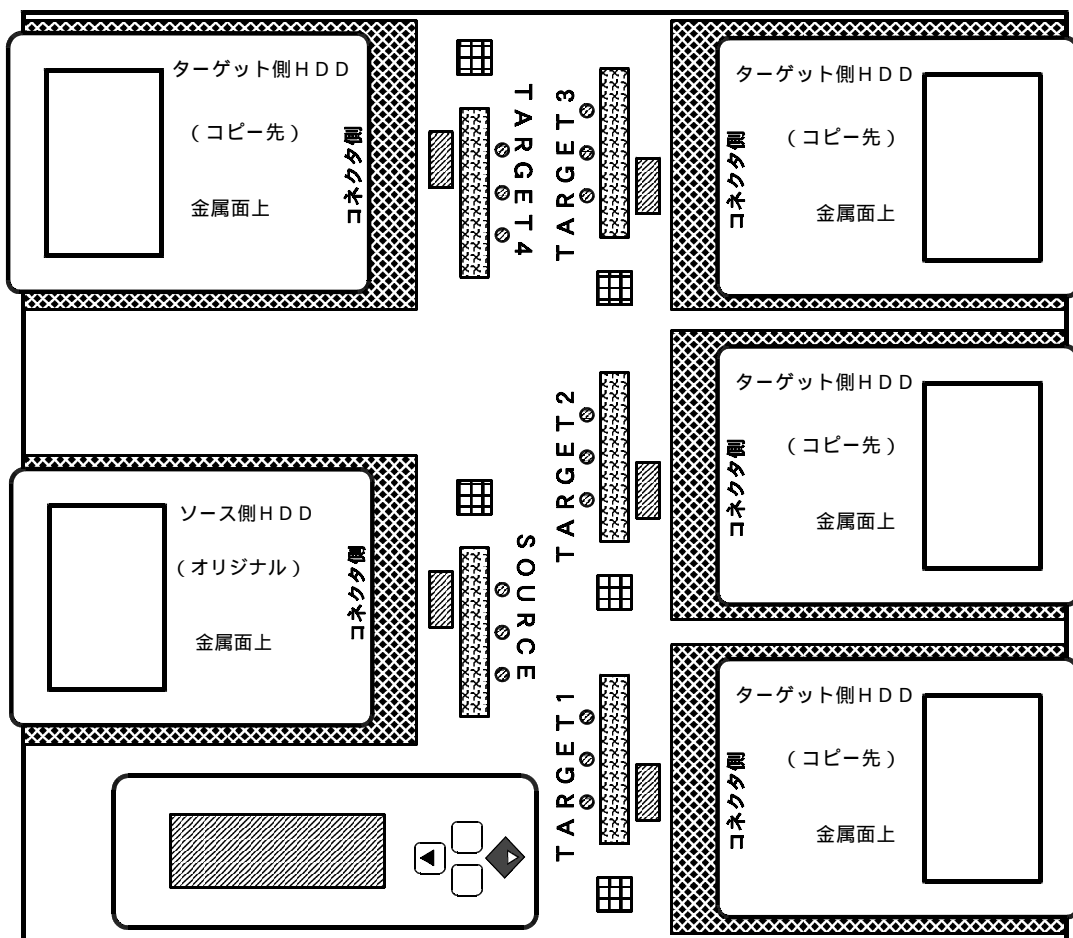 ターゲット側ＨＤＤ
（コピー先）
金属面上
コネクタ側
TARGET4
TARGET3
ターゲット側ＨＤＤ
（コピー先）
金属面上
コネクタ側
TARGET2
ターゲット側ＨＤＤ
（コピー先）
金属面上
コネクタ側
ソース側ＨＤＤ
（オリジナル）
金属面上
コネクタ側
SOURCE
TARGET1
ターゲット側ＨＤＤ
（コピー先）
金属面上
コネクタ側